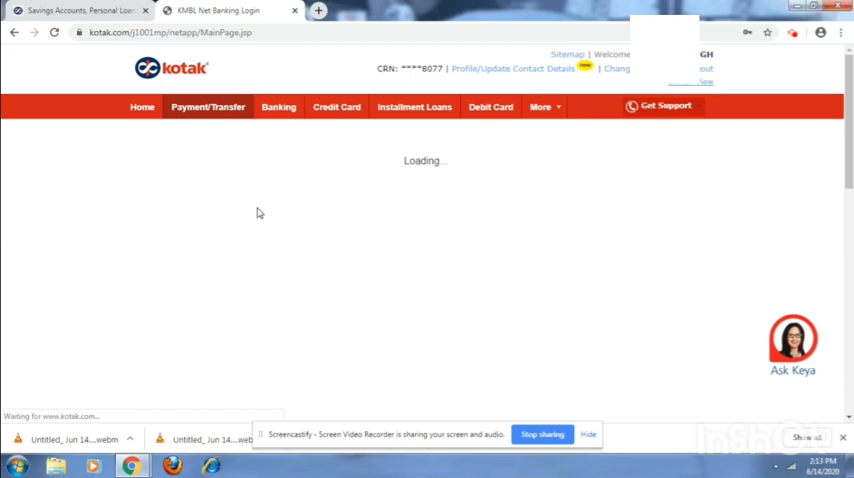 Savings Accounts, Personal Loan
KMBL Net Banking Login
kotak.com/j1001mp/netapp/MainPage.jsp
Sitemap | Welcome GH
kotak
CRN: ****8077 | Profile/Update Contact Details new | Chang out
View
Home Payment/Transfer Banking Credit Card Installment Loans Debit Card More Get Support
Loading...
Ask Keya
Waiting for www.kotak.com...
Untitled_ Jun 14....webm
Untitled_ Jun 14....web
Screencastify - Screen Video Recorder is sharing your screen and audio.
Stop sharing
Hide
InShOt
Show all
2:13 PM
6/14/2020